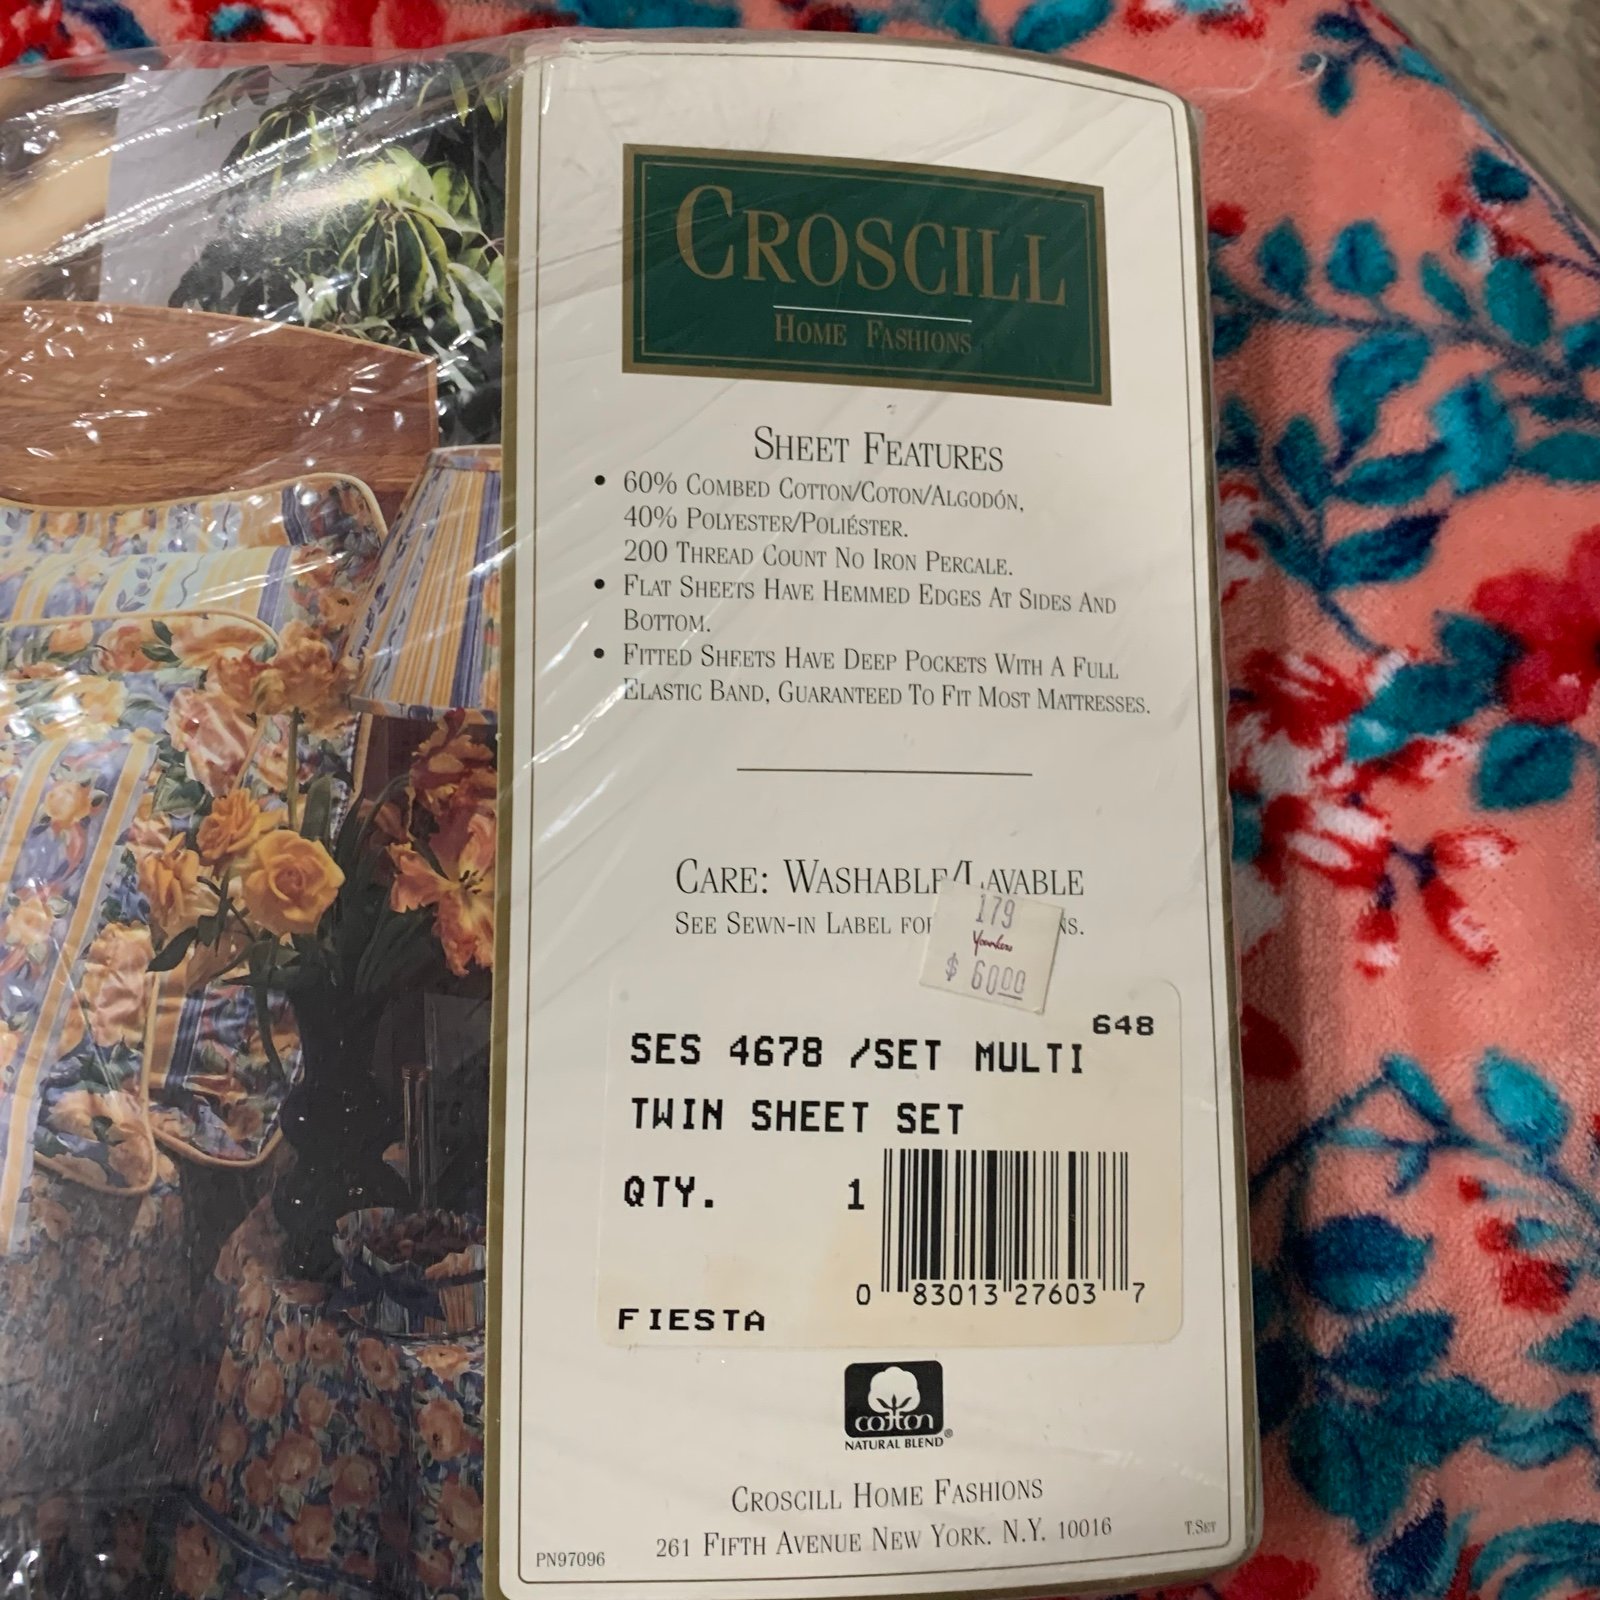 CROSCILL
HOME FASHIONS
SHEET FEATURES
• 60% COMBED COTTON/COTON/ALGODÓN,
40% POLYESTER/POLIÉSTER.
200 THREAD COUNT NO IRON PERCALE.
• FLAT SHEETS HAVE HEMMED EDGES AT SIDES AND
BOTTOM.
• FITTED SHEETS HAVE DEEP POCKETS WITH A FULL
ELASTIC BAND, GUARANTEED TO FIT MOST MATTRESSES.
CARE: WASHABLE/LAVABLE
SEE SEWN-IN LABEL
179
Younkers
$ 60.00
648
SES 4678 /SET MULTI
TWIN SHEET SET
QTY. 1
0 83013 27603 7
FIESTA
cotton
NATURAL BLEND®
CROSCILL HOME FASHIONS
261 FIFTH AVENUE NEW YORK. N.Y. 10016
PN97096
T.SET